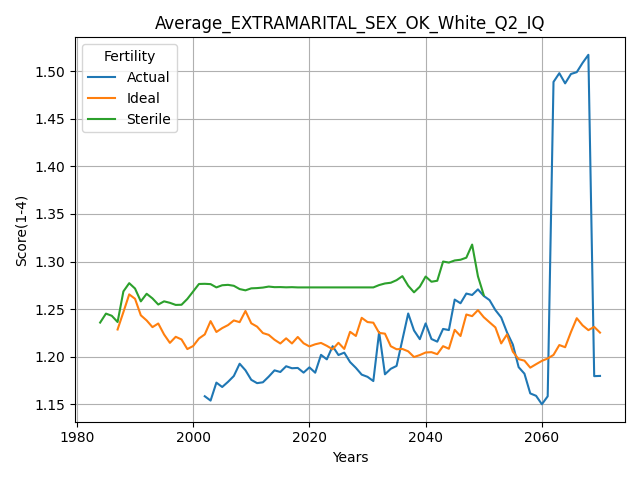 Average_EXTRAMARITAL_SEX_OK_White_Q2_IQ
Fertility
Actual
Ideal
Sterile
Score(1-4)
1.50
1.45
1.40
1.35
1.30
1.25
1.20
1.15
1980
2000
2020
2040
2060
Years